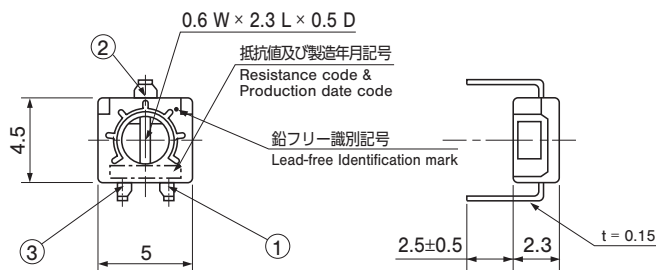 0.6 W × 2.3 L × 0.5 D
②
抵抗値及び製造年月記号
Resistance code &
Production date code
鉛フリー識別記号
Lead-free Identification mark
4.5
③
①
5
2.5±0.5
2.3
t = 0.15